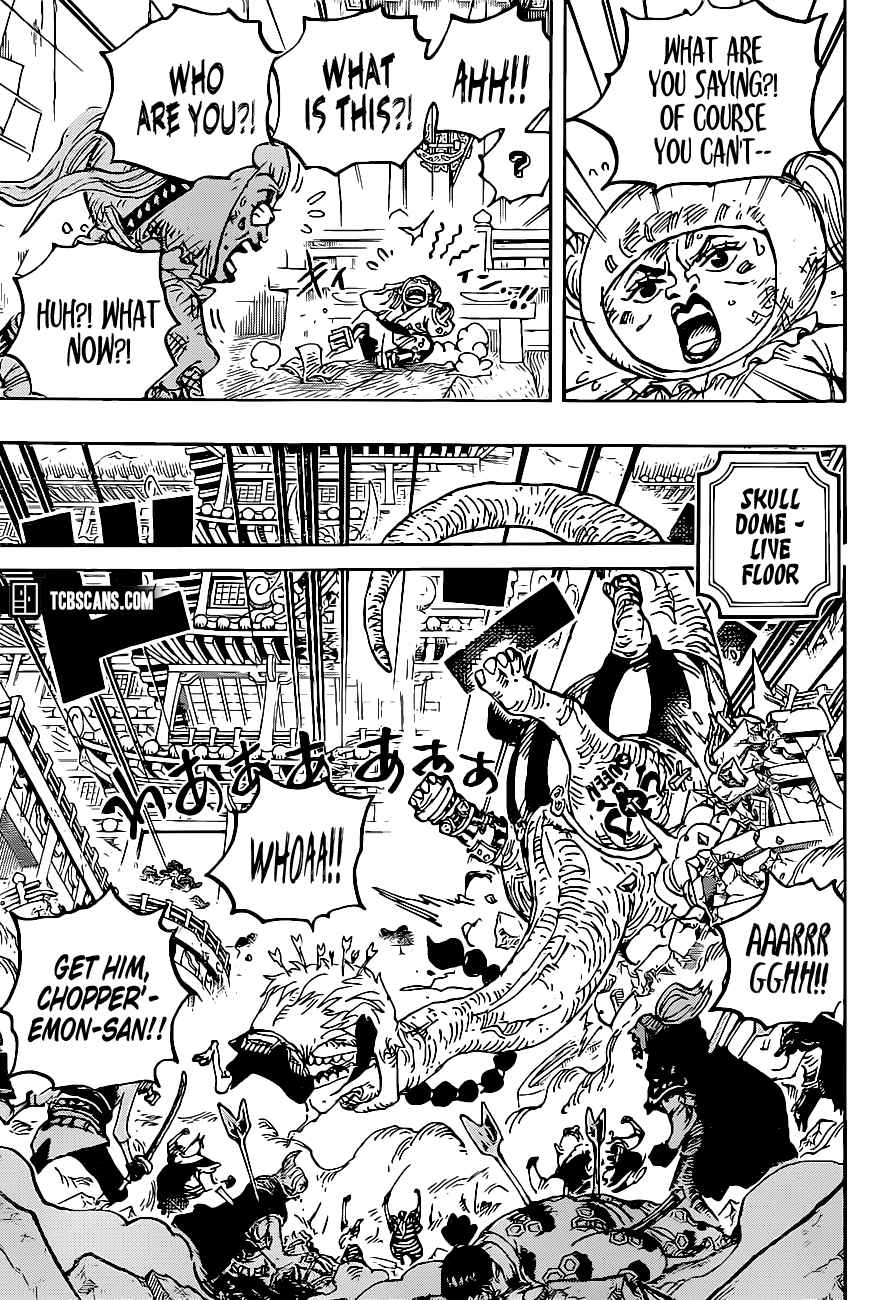 WHAT ARE
YOU SAYING?!
OF COURSE
YOU CAN'T--
AHH!!
?
WHAT
IS THIS?!
WHO
ARE YOU?!
HUH?! WHAT
NOW?!
SKULL
DOME -
LIVE
FLOOR
TCBSCANS.COM
QUEEN
わああああああ
WHOAA!!
AAARRR
GGHH!!
GET HIM,
CHOPPER'-
EMON-SAN!!